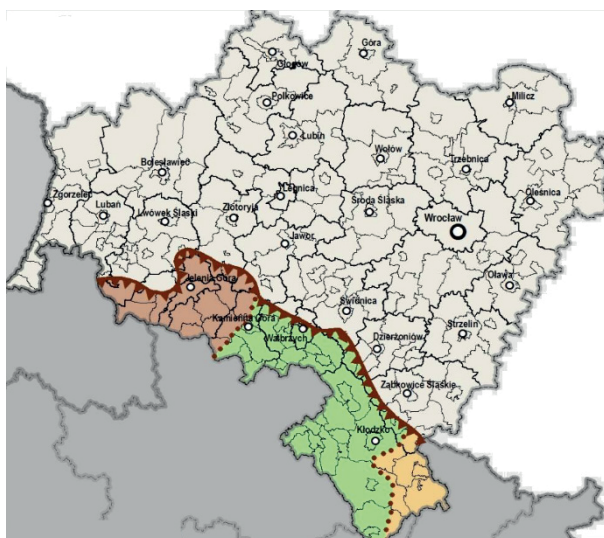 Góra
Głogów
Polkowice
Milicz
Lubin
Wołów
Trzebnica
Bolesławiec
Legnica
Oleśnica
Zgorzelec
Lubań
Środa Śląska
Lwówek Śląski
Złotoryja
Wrocław
Jawor
Jelenia Góra
Oława
Świdnica
Kamienna Góra
Strzelin
Wałbrzych
Dzierżoniów
Ząbkowice Śląskie
Kłodzko